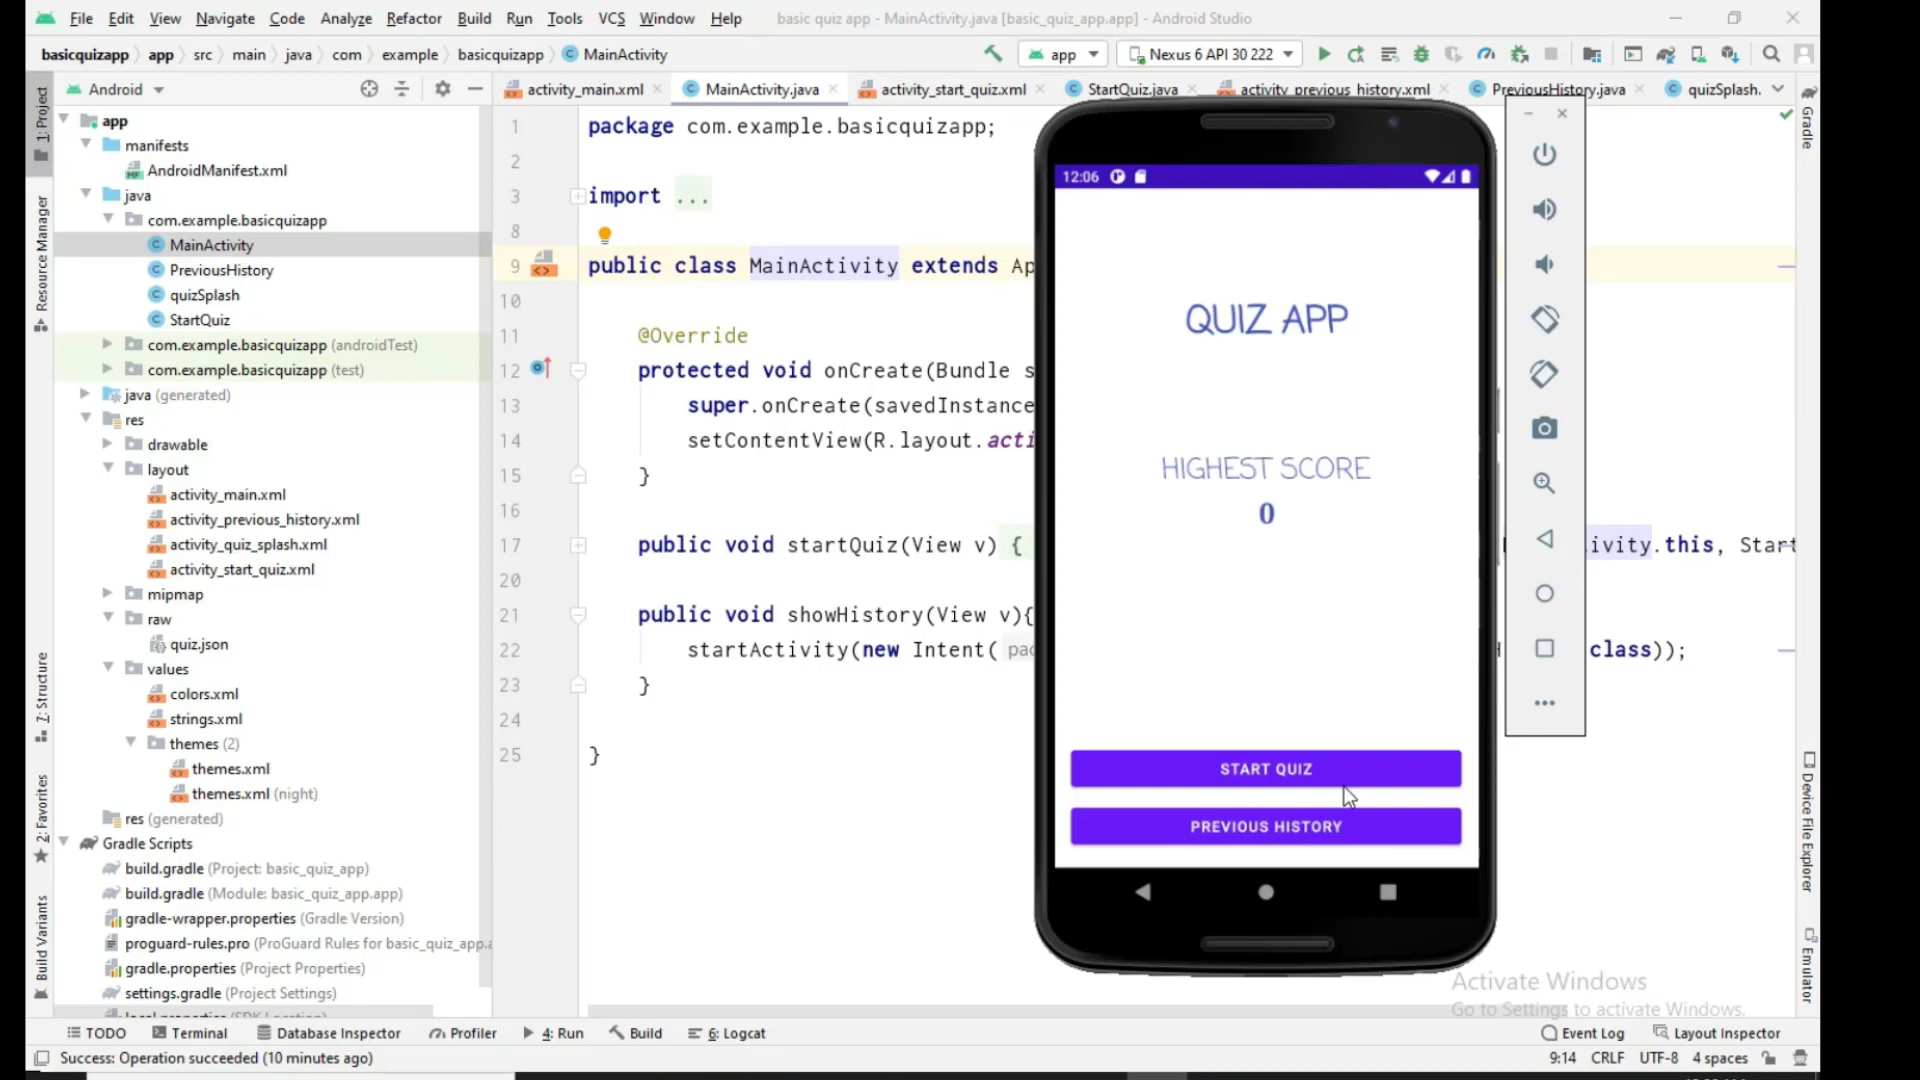 File Edit View Navigate Code Analyze Refactor Build Run Tools VCS Window Help basic quiz app - MainActivity.java [basic_quiz_app.app] - Android Studio
basicquizapp app src main java com example basicquizapp MainActivity app Nexus 6 API 30 222
Android activity_main.xml MainActivity.java activity_start_quiz.xml StartQuiz.java activity_previous_history.xml PreviousHistory.java quizSplash.
1: Project
Resource Manager
7: Structure
2: Favorites
Build Variants
app
manifests
AndroidManifest.xml
java
com.example.basicquizapp
MainActivity
PreviousHistory
quizSplash
StartQuiz
com.example.basicquizapp (androidTest)
com.example.basicquizapp (test)
java (generated)
res
drawable
layout
activity_main.xml
activity_previous_history.xml
activity_quiz_splash.xml
activity_start_quiz.xml
mipmap
raw
quiz.json
values
colors.xml
strings.xml
themes (2)
themes.xml
themes.xml (night)
res (generated)
Gradle Scripts
build.gradle (Project: basic_quiz_app)
build.gradle (Module: basic_quiz_app.app)
gradle-wrapper.properties (Gradle Version)
proguard-rules.pro (ProGuard Rules for basic_quiz_app.a
gradle.properties (Project Properties)
settings.gradle (Project Settings)
1 package com.example.basicquizapp;
2
3 import ...
8
9 public class MainActivity extends Ap
10
11 @Override
12 protected void onCreate(Bundle s
13 super.onCreate(savedInstance
14 setContentView(R.layout.acti
15 }
16
17 public void startQuiz(View v) { ivity.this, Start
20
21 public void showHistory(View v){
22 startActivity(new Intent( pac class));
23 }
24
25 }
12:06
QUIZ APP
HIGHEST SCORE
0
START QUIZ
PREVIOUS HISTORY
Gradle
Device File Explorer
Emulator
Activate Windows
Go to Settings to activate Windows.
TODO Terminal Database Inspector Profiler 4: Run Build 6: Logcat Event Log Layout Inspector
Success: Operation succeeded (10 minutes ago) 9:14 CRLF UTF-8 4 spaces